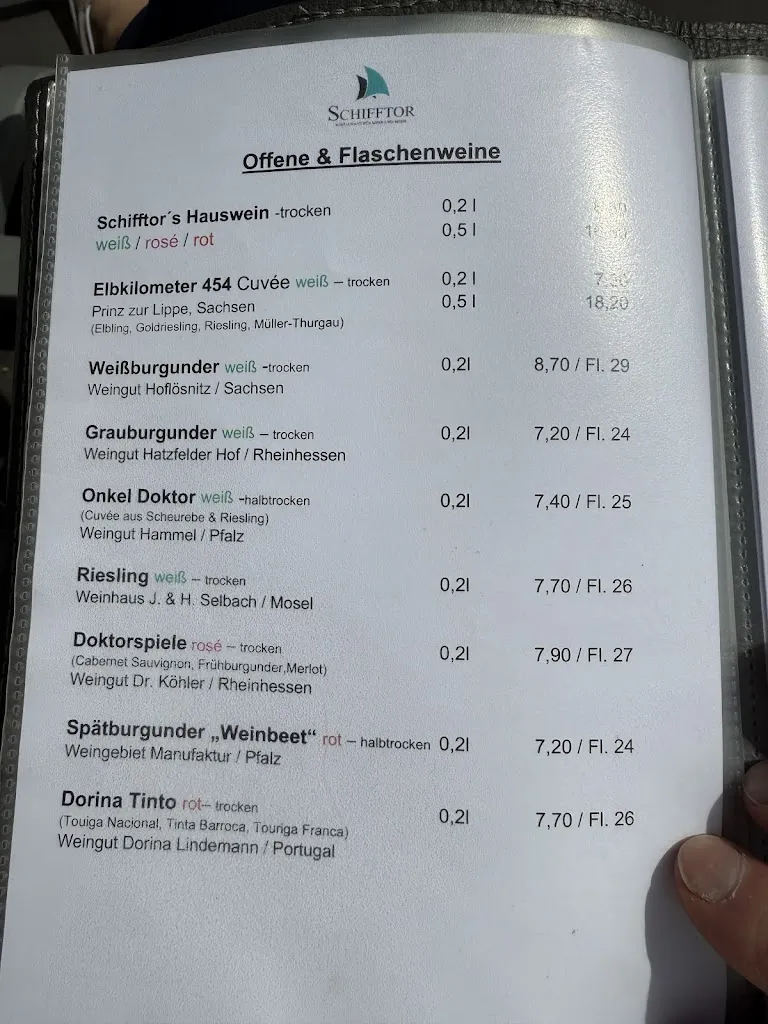 SCHIFFTOR
Offene & Flaschenweine
Schifftor´s Hauswein -trocken 0,2 l
weiß / rosé / rot 0,5 l
Elbkilometer 454 Cuvée weiß – trocken 0,2 l
Prinz zur Lippe, Sachsen 0,5 l 18,20
(Elbling, Goldriesling, Riesling, Müller-Thurgau)
Weißburgunder weiß -trocken 0,2l 8,70 / Fl. 29
Weingut Hoflösnitz / Sachsen
Grauburgunder weiß – trocken 0,2l 7,20 / Fl. 24
Weingut Hatzfelder Hof / Rheinhessen
Onkel Doktor weiß -halbtrocken 0,2l 7,40 / Fl. 25
(Cuvée aus Scheurebe & Riesling)
Weingut Hammel / Pfalz
Riesling weiß – trocken 0,2l 7,70 / Fl. 26
Weinhaus J. & H. Selbach / Mosel
Doktorspiele rosé – trocken 0,2l 7,90 / Fl. 27
(Cabernet Sauvignon, Frühburgunder,Merlot)
Weingut Dr. Köhler / Rheinhessen
Spätburgunder „Weinbeet“ rot – halbtrocken 0,2l 7,20 / Fl. 24
Weingebiet Manufaktur / Pfalz
Dorina Tinto rot– trocken 0,2l 7,70 / Fl. 26
(Touiga Nacional, Tinta Barroca, Touriga Franca)
Weingut Dorina Lindemann / Portugal